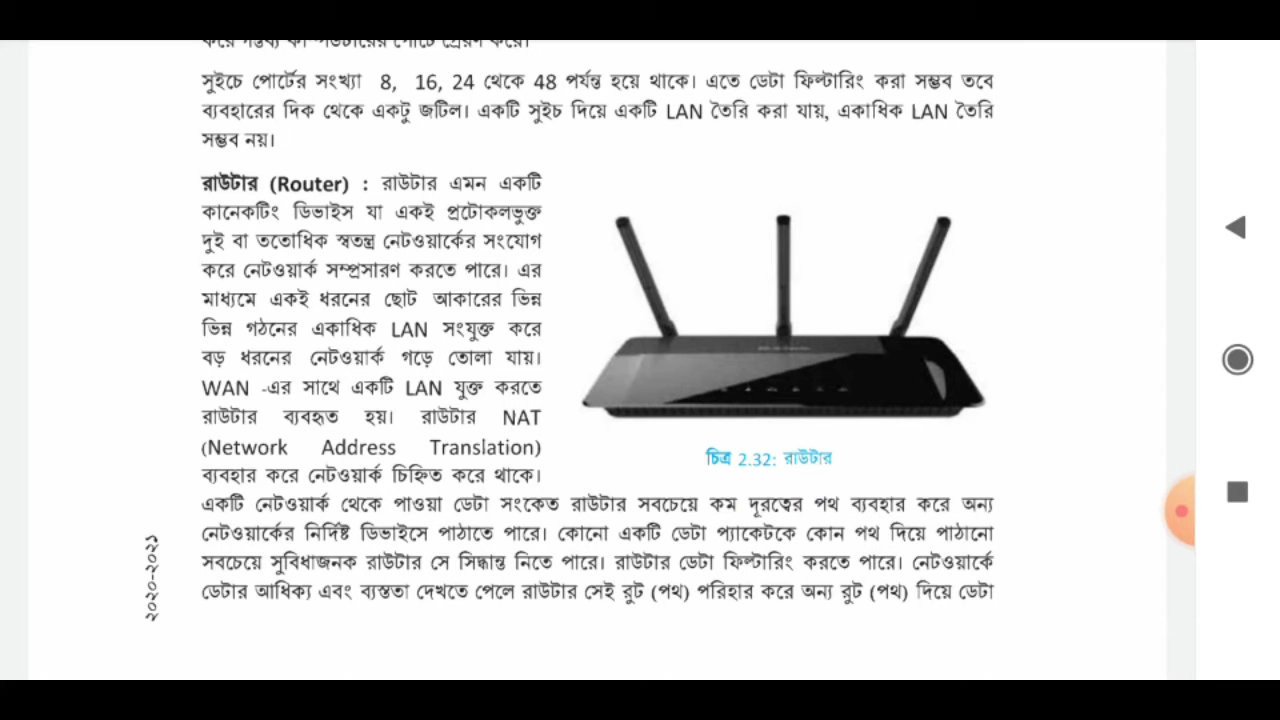 সুইচে পোর্টের সংখ্যা 8, 16, 24 থেকে 48 পর্যন্ত হয়ে থাকে। এতে ডেটা ফিল্টারিং করা সম্ভব তবে
ব্যবহারের দিক থেকে একটু জটিল। একটি সুইচ দিয়ে একটি LAN তৈরি করা যায়, একাধিক LAN তৈরি
সম্ভব নয়।
রাউটার (Router) : রাউটার এমন একটি
কানেকটিং ডিভাইস যা একই প্রটোকলভুক্ত
দুই বা ততোধিক স্বতন্ত্র নেটওয়ার্কের সংযোগ
করে নেটওয়ার্ক সম্প্রসারণ করতে পারে। এর
মাধ্যমে একই ধরনের ছোট আকারের ভিন্ন
ভিন্ন গঠনের একাধিক LAN সংযুক্ত করে
বড় ধরনের নেটওয়ার্ক গড়ে তোলা যায়।
WAN -এর সাথে একটি LAN যুক্ত করতে
রাউটার ব্যবহৃত হয়। রাউটার NAT
(Network Address Translation)
ব্যবহার করে নেটওয়ার্ক চিহ্নিত করে থাকে।
একটি নেটওয়ার্ক থেকে পাওয়া ডেটা সংকেত রাউটার সবচেয়ে কম দূরত্বের পথ ব্যবহার করে অন্য
নেটওয়ার্কের নির্দিষ্ট ডিভাইসে পাঠাতে পারে। কোনো একটি ডেটা প্যাকেটকে কোন পথ দিয়ে পাঠানো
সবচেয়ে সুবিধাজনক রাউটার সে সিদ্ধান্ত নিতে পারে। রাউটার ডেটা ফিল্টারিং করতে পারে। নেটওয়ার্কে
ডেটার আধিক্য এবং ব্যস্ততা দেখতে পেলে রাউটার সেই রুট (পথ) পরিহার করে অন্য রুট (পথ) দিয়ে ডেটা
চিত্র 2.32: রাউটার
২০২০-২০২১